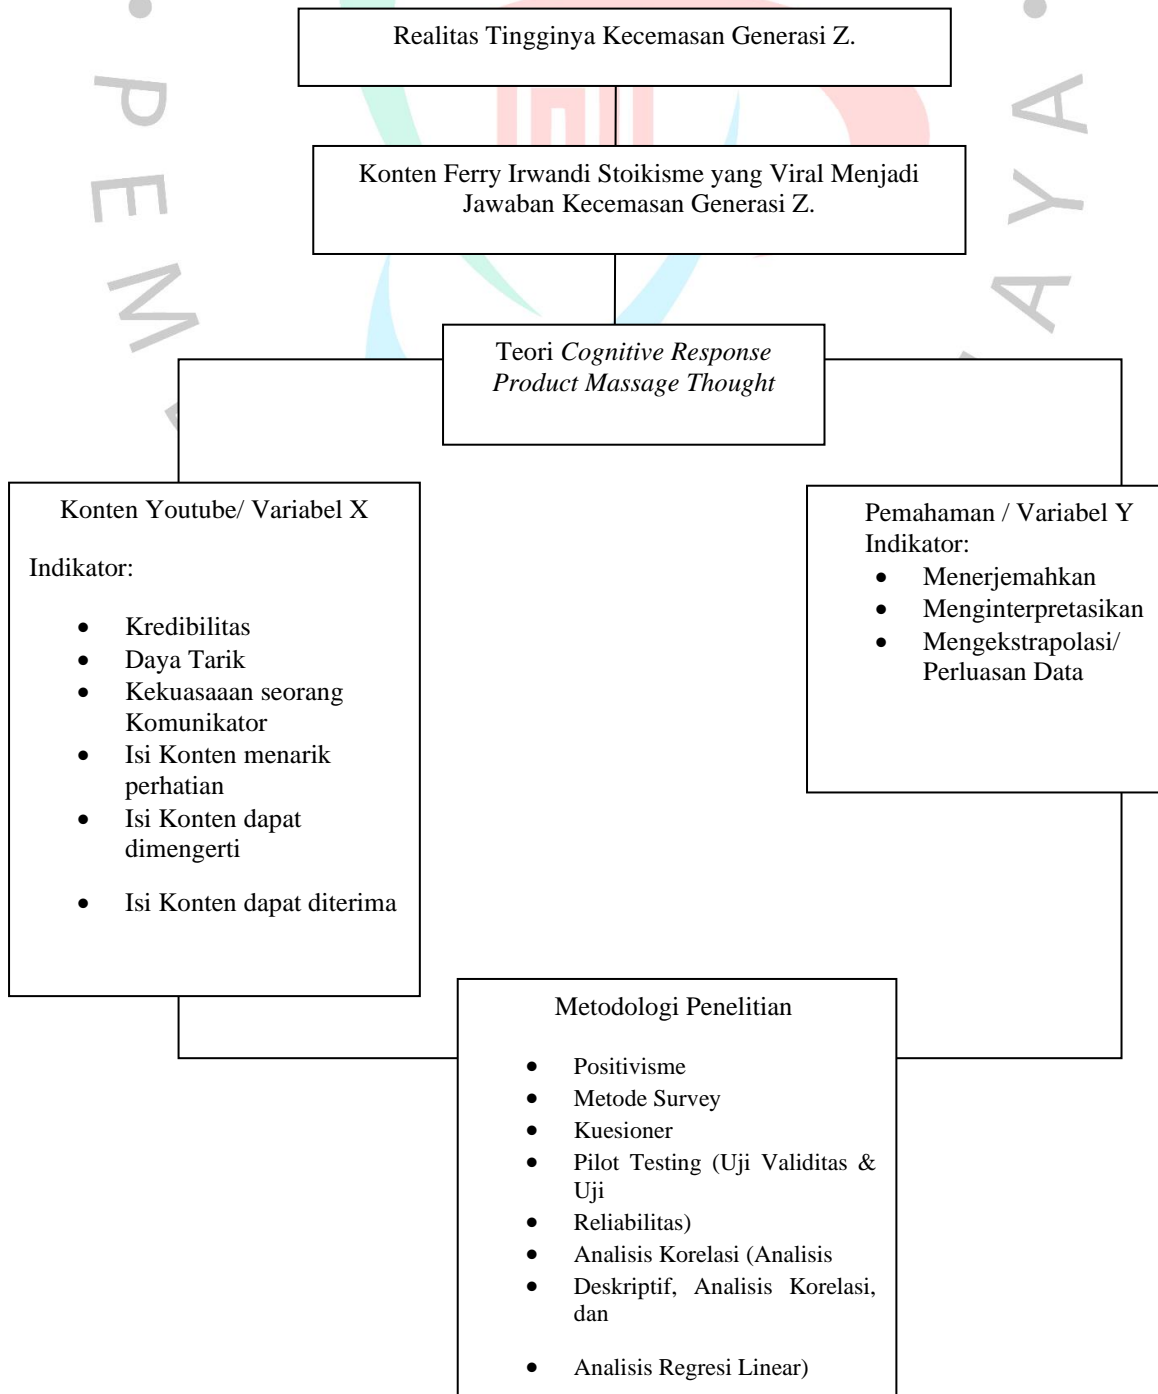 Realitas Tingginya Kecemasan Generasi Z.
Konten Ferry Irwandi Stoikisme yang Viral Menjadi
Jawaban Kecemasan Generasi Z.
Teori Cognitive Response
Product Massage Thought
Konten Youtube/ Variabel X
Indikator:
• Kredibilitas
• Daya Tarik
• Kekuasaaan seorang
Komunikator
• Isi Konten menarik
perhatian
• Isi Konten dapat
dimengerti
• Isi Konten dapat diterima
Pemahaman / Variabel Y
Indikator:
• Menerjemahkan
• Menginterpretasikan
• Mengekstrapolasi/
Perluasan Data
Metodologi Penelitian
• Positivisme
• Metode Survey
• Kuesioner
• Pilot Testing (Uji Validitas &
Uji
• Reliabilitas)
• Analisis Korelasi (Analisis
• Deskriptif, Analisis Korelasi,
dan
• Analisis Regresi Linear)
P E M
A Y A